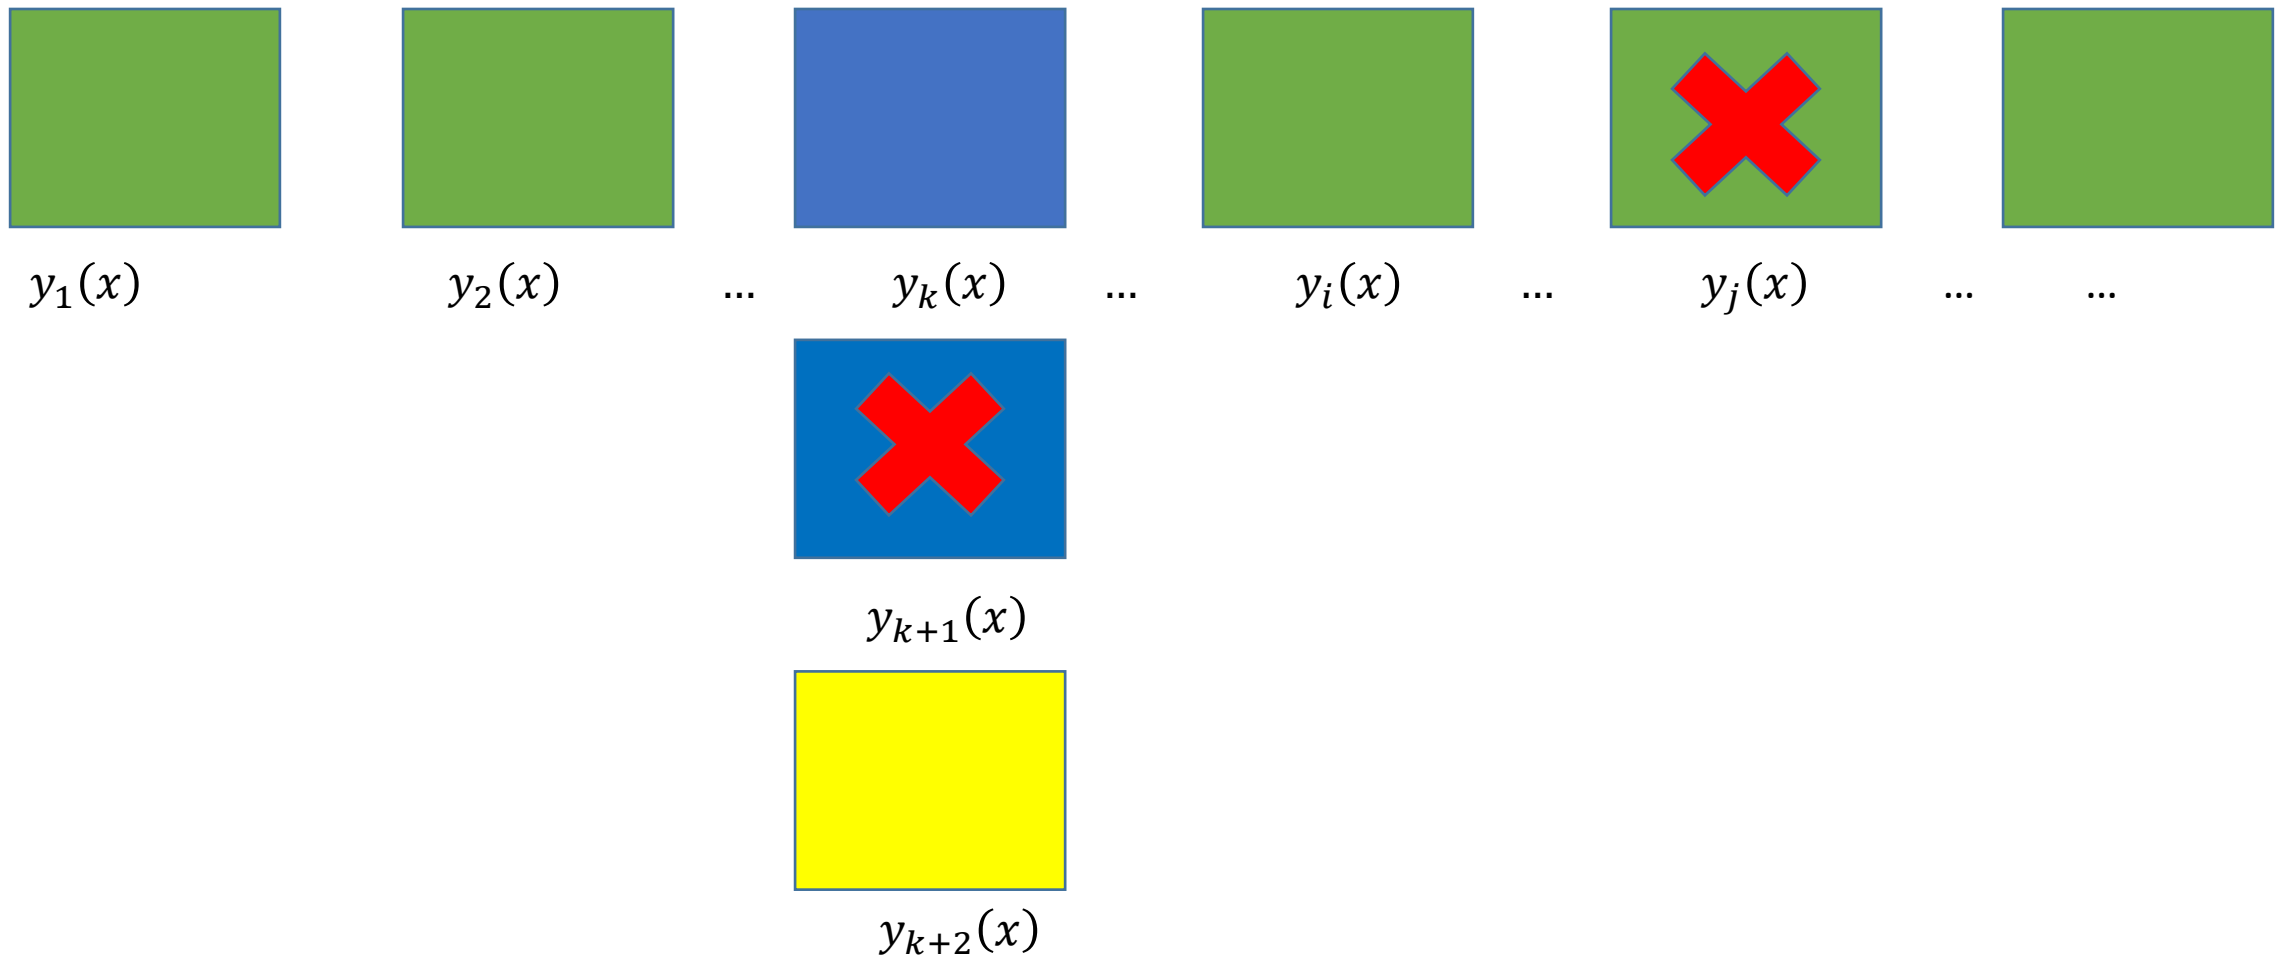 y₁(x) y₂(x) ... yₖ(x) ... yᵢ(x) ... yⱼ(x) ... ...
yₖ₊₁(x)
yₖ₊₂(x)